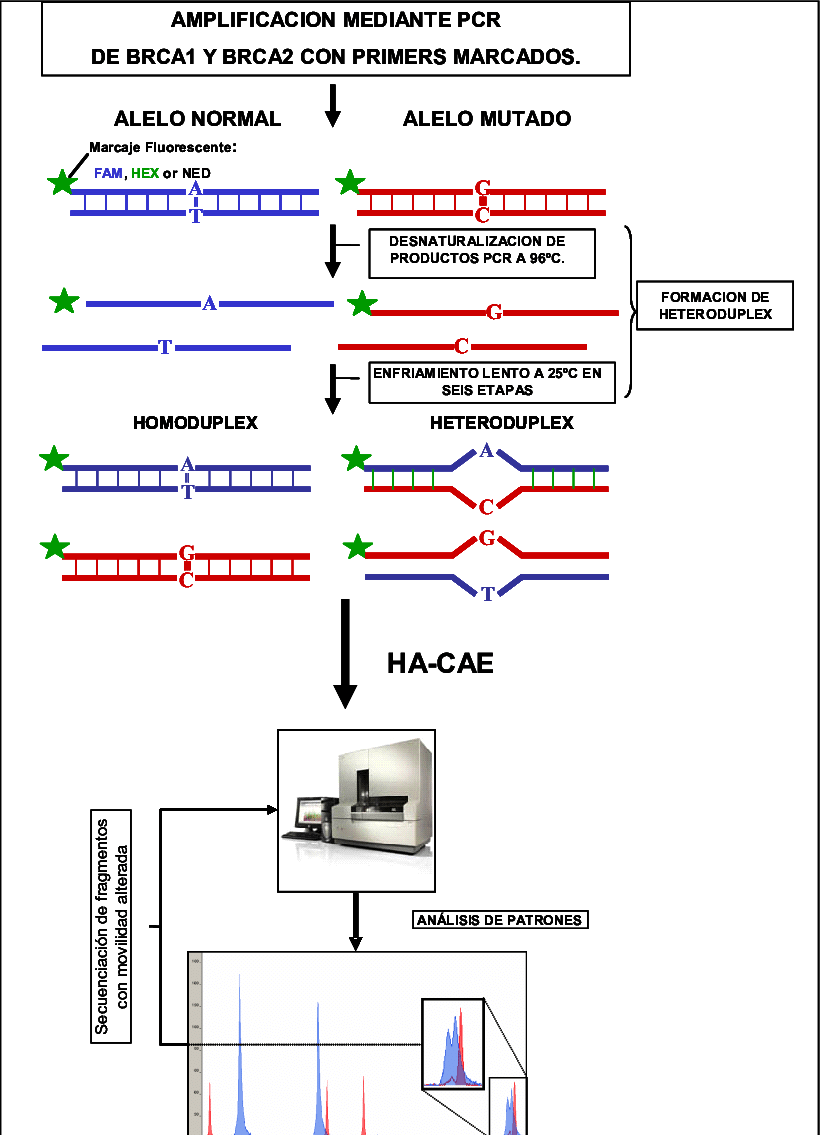 AMPLIFICACION MEDIANTE PCR
DE BRCA1 Y BRCA2 CON PRIMERS MARCADOS.
ALELO NORMAL
ALELO MUTADO
Marcaje Fluorescente:
FAM, HEX or NED
A
T
G
C
DESNATURALIZACION DE
PRODUCTOS PCR A 96ºC.
FORMACION DE
HETERODUPLEX
A
G
T
C
ENFRIAMIENTO LENTO A 25ºC EN
SEIS ETAPAS
HOMODUPLEX
HETERODUPLEX
A
T
A
C
G
C
G
T
HA-CAE
Secuenciación de fragmentos
con movilidad alterada
ANÁLISIS DE PATRONES